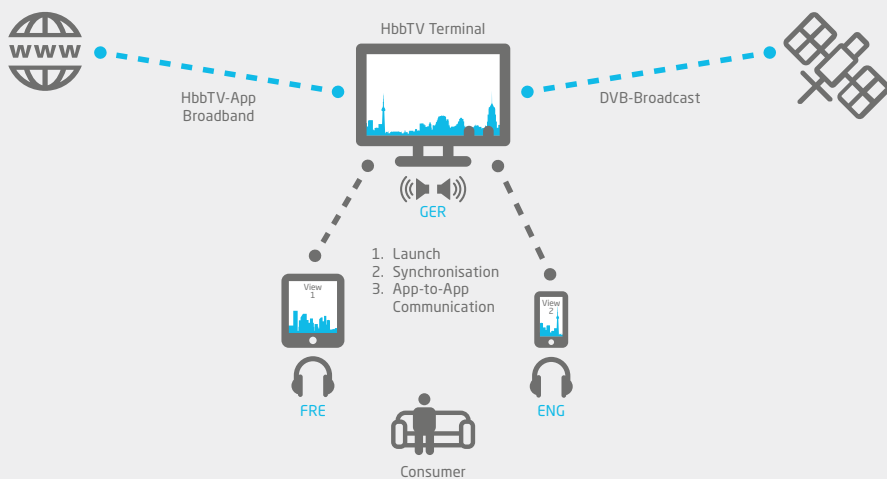 HbbTV Terminal
www
HbbTV-App
Broadband
DVB-Broadcast
GER
1. Launch
2. Synchronisation
3. App-to-App
Communication
View
1
View
2
FRE
ENG
Consumer